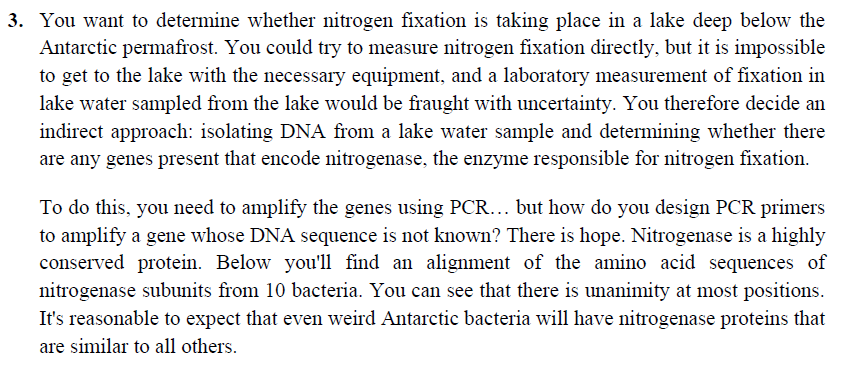 3. You want to determine whether nitrogen fixation is taking place in a lake deep below the
Antarctic permafrost. You could try to measure nitrogen fixation directly, but it is impossible
to get to the lake with the necessary equipment, and a laboratory measurement of fixation in
lake water sampled from the lake would be fraught with uncertainty. You therefore decide an
indirect approach: isolating DNA from a lake water sample and determining whether there
are any genes present that encode nitrogenase, the enzyme responsible for nitrogen fixation.
To do this, you need to amplify the genes using PCR... but how do you design PCR primers
to amplify a gene whose DNA sequence is not known? There is hope. Nitrogenase is a highly
conserved protein. Below you'll find an alignment of the amino acid sequences of
nitrogenase subunits from 10 bacteria. You can see that there is unanimity at most positions.
It's reasonable to expect that even weird Antarctic bacteria will have nitrogenase proteins that
are similar to all others.